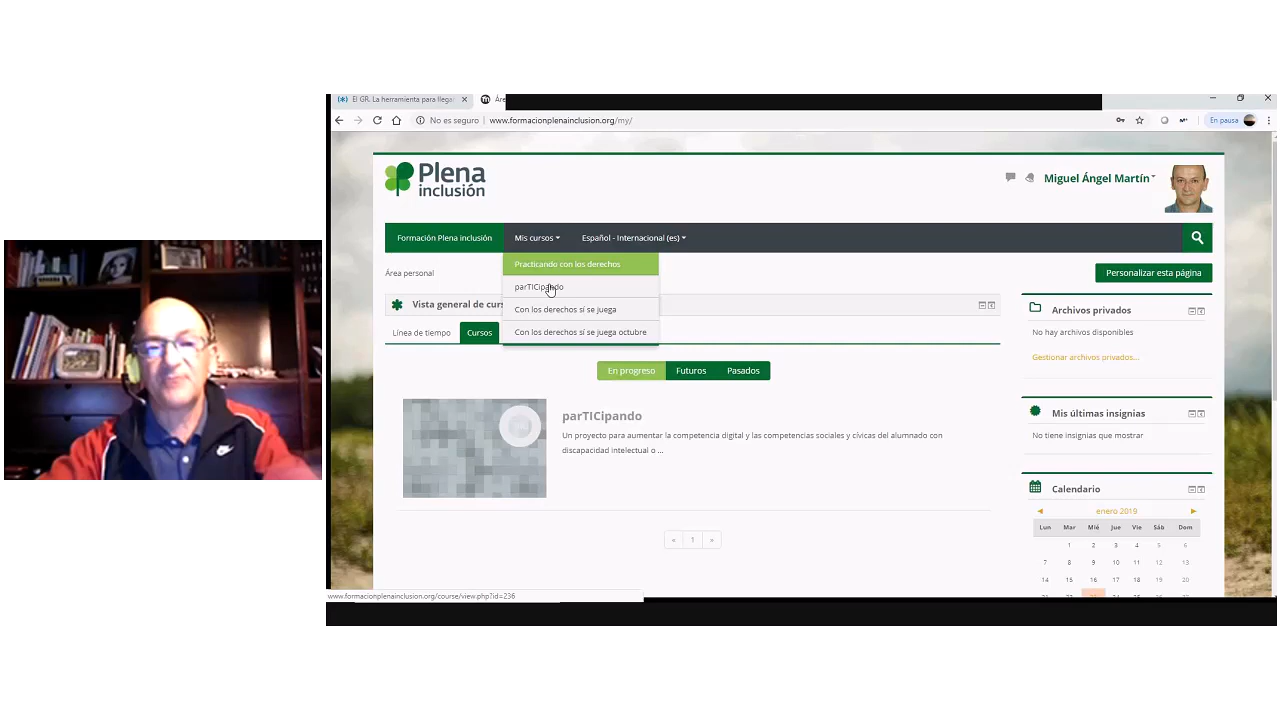 El GR. La herramienta para llega
Áre
No es seguro
www.formacionplenainclusion.org/my/
En pausa
Plena
inclusión
Miguel Ángel Martín
Formación Plena inclusión
Mis cursos
Español - Internacional (es)
Practicando con los derechos
parTICipando
Con los derechos sí se juega
Con los derechos sí se juega octubre
Área personal
Personalizar esta página
Vista general de curs
Línea de tiempo
Cursos
En progreso
Futuros
Pasados
parTICipando
Un proyecto para aumentar la competencia digital y las competencias sociales y cívicas del alumnado con
discapacidad intelectual o ...
« 1 »
Archivos privados
No hay archivos disponibles
Gestionar archivos privados...
Mis últimas insignias
No tiene insignias que mostrar
Calendario
◄ enero 2019 ►
Lun Mar Mié Jue Vie Sáb Dom
1 2 3 4 5 6
7 8 9 10 11 12 13
14 15 16 17 18 19 20
www.formacionplenainclusion.org/course/view.php?id=236